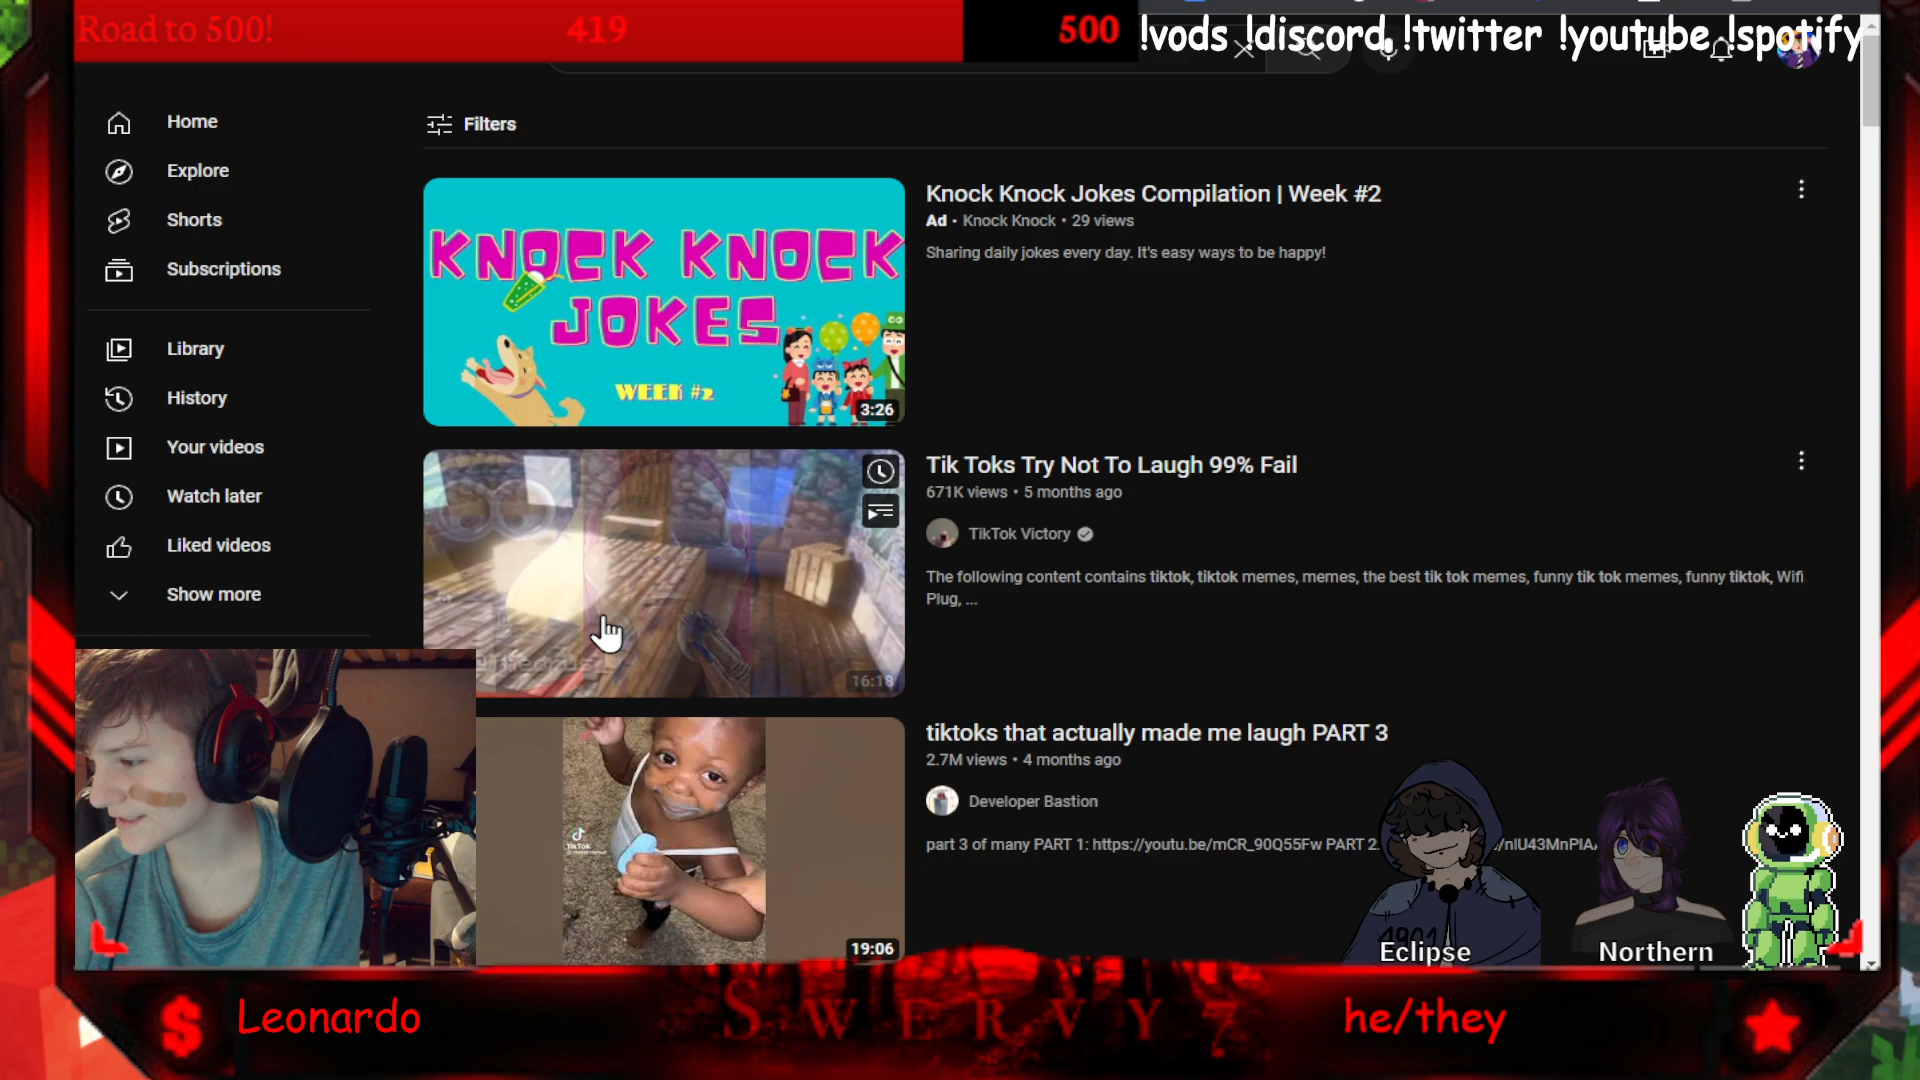 Road to 500!
419
500
!vods !discord, !twitter !youtube !spotify
Home
Explore
Shorts
Subscriptions
Library
History
Your videos
Watch later
Liked videos
Show more
Filters
KNOCK KNOCK
JOKES
WEEK #2
3:26
Knock Knock Jokes Compilation | Week #2
Ad • Knock Knock • 29 views
Sharing daily jokes every day. It's easy ways to be happy!
16:18
Tik Toks Try Not To Laugh 99% Fail
671K views • 5 months ago
TikTok Victory
The following content contains tiktok, tiktok memes, memes, the best tik tok memes, funny tik tok memes, funny tiktok, Wifi
Plug, ...
TikTok
19:06
tiktoks that actually made me laugh PART 3
2.7M views • 4 months ago
Developer Bastion
part 3 of many PART 1: https://youtu.be/mCR_90Q55Fw PART 2
4901
Eclipse
Northern
$ Leonardo
SWERVY7
he/they